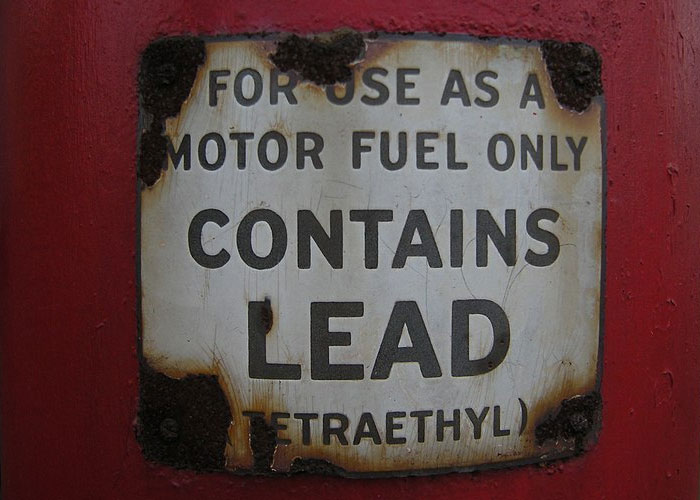 FOR USE AS A
MOTOR FUEL ONLY
CONTAINS
LEAD
(TETRAETHYL)